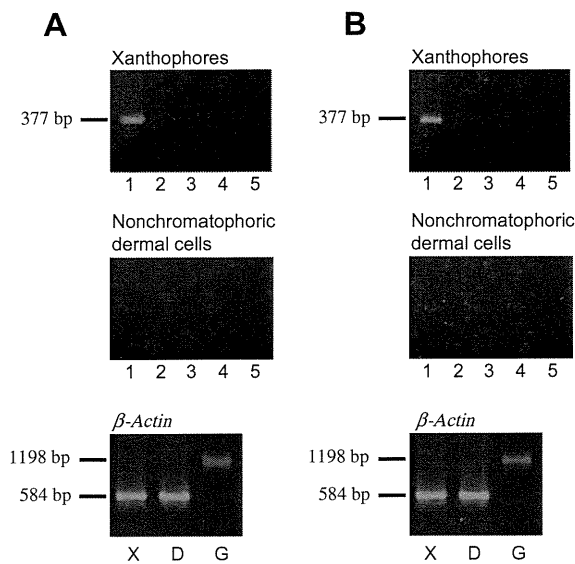 A
Xanthophores
377 bp
1 2 3 4 5
Nonchromatophoric
dermal cells
1 2 3 4 5
β-Actin
1198 bp
584 bp
X D G
B
Xanthophores
377 bp
1 2 3 4 5
Nonchromatophoric
dermal cells
1 2 3 4 5
β-Actin
1198 bp
584 bp
X D G